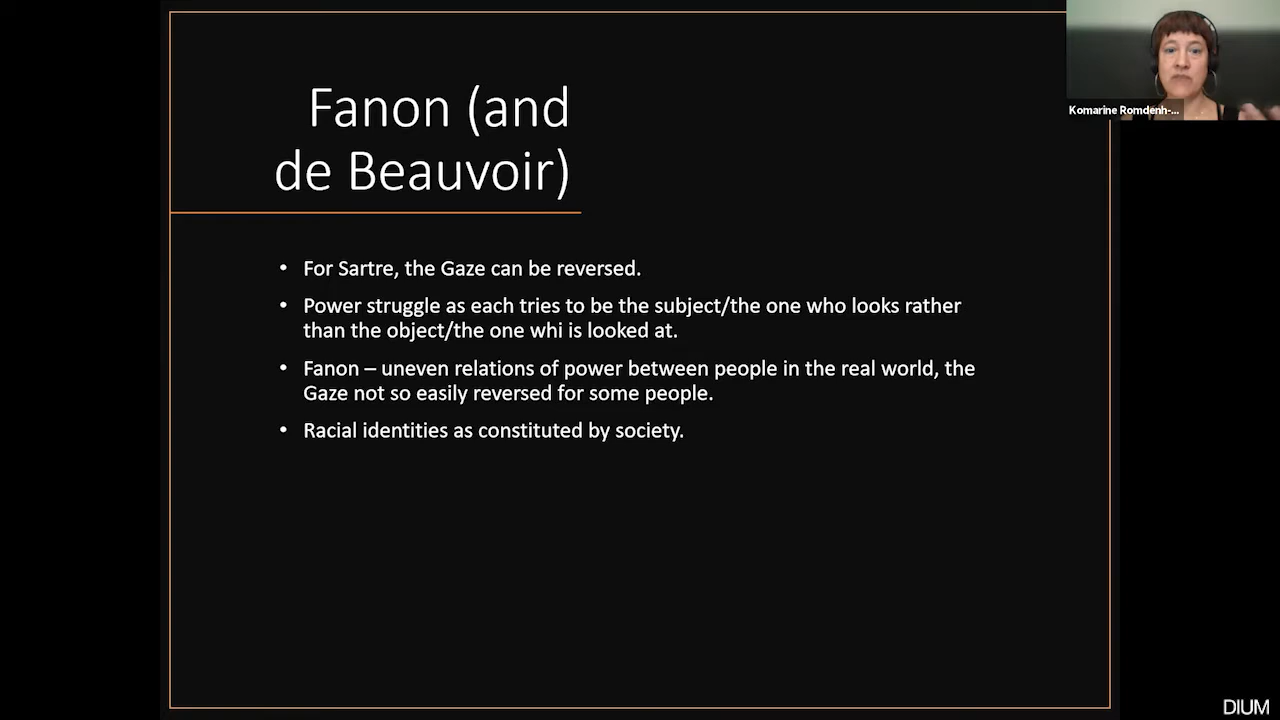 Fanon (and
de Beauvoir)
Komarine Romdenh-...
• For Sartre, the Gaze can be reversed.
• Power struggle as each tries to be the subject/the one who looks rather
than the object/the one whi is looked at.
• Fanon – uneven relations of power between people in the real world, the
Gaze not so easily reversed for some people.
• Racial identities as constituted by society.
DIUM